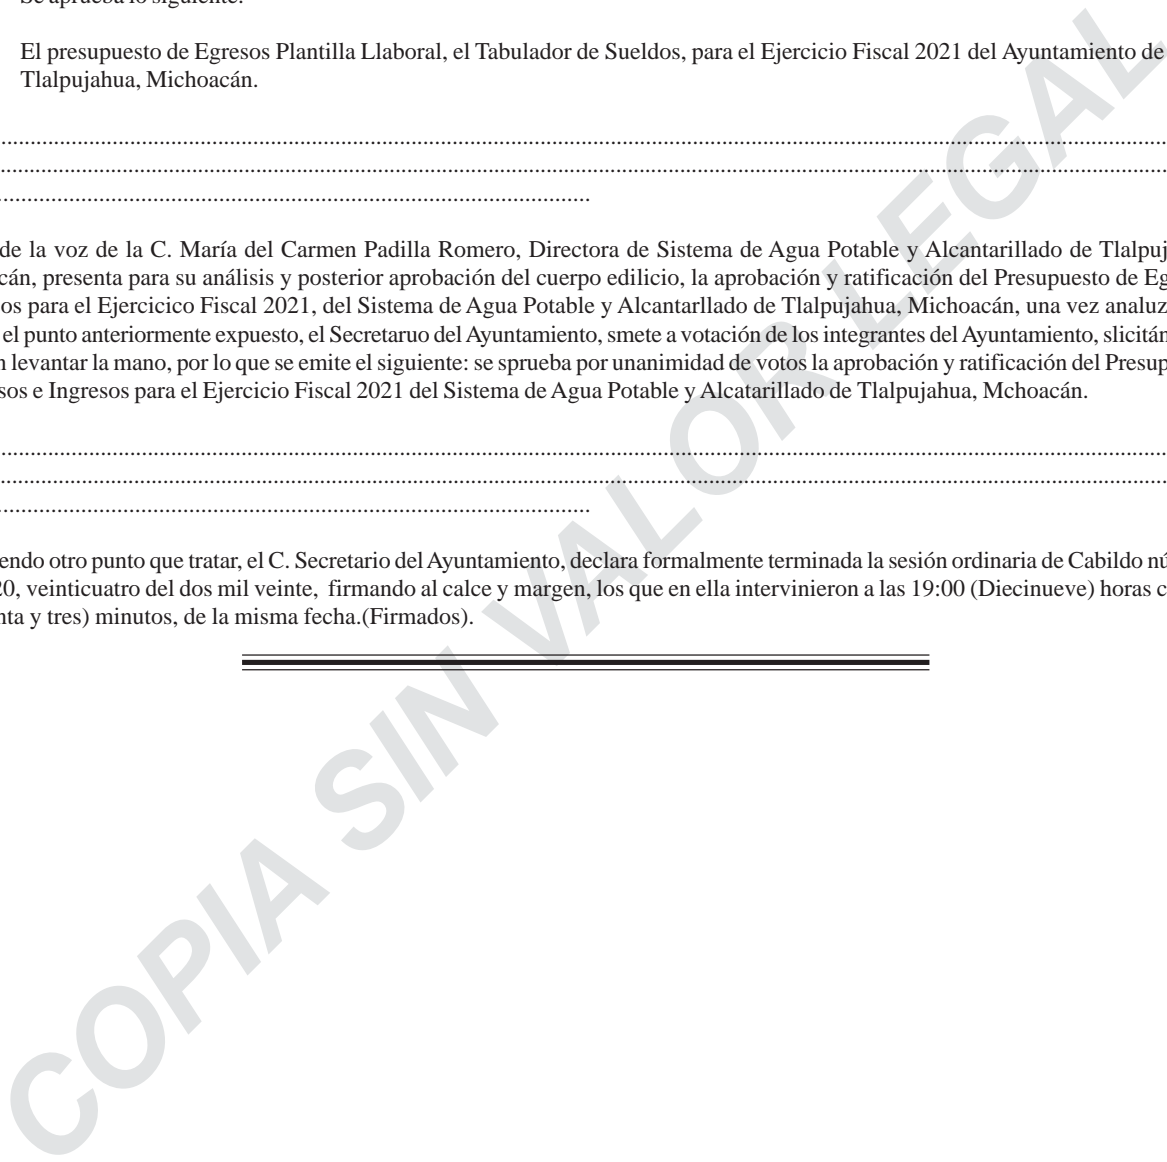 Se aprueba lo siguiente:
El presupuesto de Egresos Plantilla Llaboral, el Tabulador de Sueldos, para el Ejercicio Fiscal 2021 del Ayuntamiento de
Tlalpujahua, Michoacán.
de la voz de la C. María del Carmen Padilla Romero, Directora de Sistema de Agua Potable y Alcantarillado de Tlalpuj
cán, presenta para su análisis y posterior aprobación del cuerpo edilicio, la aprobación y ratificación del Presupuesto de Eg
os para el Ejercicico Fiscal 2021, del Sistema de Agua Potable y Alcantarllado de Tlalpujahua, Michoacán, una vez analuz
el punto anteriormente expuesto, el Secretaruo del Ayuntamiento, smete a votación de los integrantes del Ayuntamiento, slicitán
n levantar la mano, por lo que se emite el siguiente: se sprueba por unanimidad de votos la aprobación y ratificación del Presup
sos e Ingresos para el Ejercicio Fiscal 2021 del Sistema de Agua Potable y Alcatarillado de Tlalpujahua, Mchoacán.
endo otro punto que tratar, el C. Secretario del Ayuntamiento, declara formalmente terminada la sesión ordinaria de Cabildo nú
20, veinticuatro del dos mil veinte, firmando al calce y margen, los que en ella intervinieron a las 19:00 (Diecinueve) horas c
nta y tres) minutos, de la misma fecha.(Firmados).
COPIA SIN VALOR LEGAL